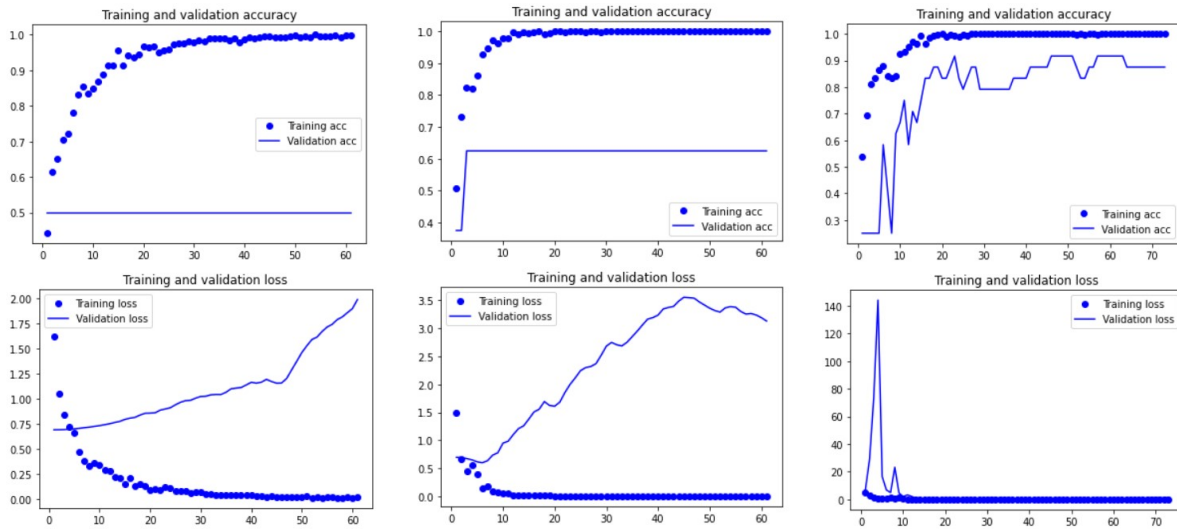 Training and validation accuracy
1.0
0.9
0.8
0.7
0.6
0.5
Training acc
Validation acc
0 10 20 30 40 50 60
Training and validation accuracy
1.0
0.9
0.8
0.7
0.6
0.5
0.4
Training acc
Validation acc
0 10 20 30 40 50 60
Training and validation accuracy
1.0
0.9
0.8
0.7
0.6
0.5
0.4
0.3
Training acc
Validation acc
0 10 20 30 40 50 60 70
Training and validation loss
2.00
1.75
1.50
1.25
1.00
0.75
0.50
0.25
0.00
Training loss
Validation loss
0 10 20 30 40 50 60
Training and validation loss
3.5
3.0
2.5
2.0
1.5
1.0
0.5
0.0
Training loss
Validation loss
0 10 20 30 40 50 60
Training and validation loss
140
120
100
80
60
40
20
0
Training loss
Validation loss
0 10 20 30 40 50 60 70